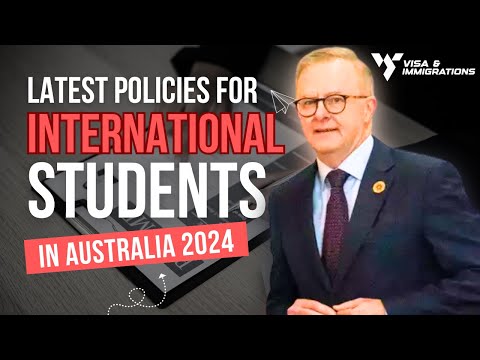 VISA &
IMMIGRATIONS
LATEST POLICIES FOR
INTERNATIONAL
STUDENTS
IN AUSTRALIA 2024